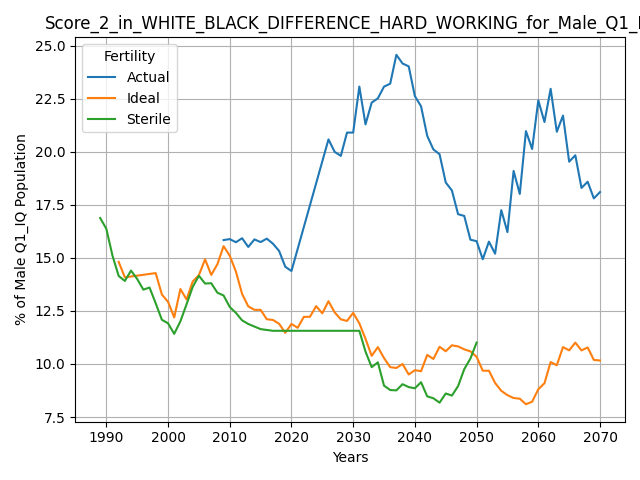 Score_2_in_WHITE_BLACK_DIFFERENCE_HARD_WORKING_for_Male_Q1_I
25.0
22.5
20.0
17.5
15.0
12.5
10.0
7.5
% of Male Q1_IQ Population
Fertility
Actual
Ideal
Sterile
1990 2000 2010 2020 2030 2040 2050 2060 2070
Years